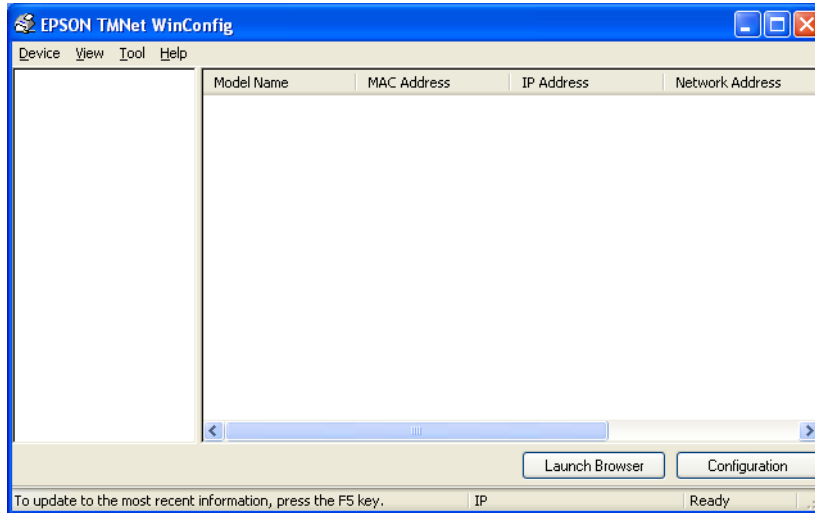 EPSON TMNet WinConfig
Device View Tool Help
Model Name MAC Address IP Address Network Address
Launch Browser Configuration
To update to the most recent information, press the F5 key. IP Ready